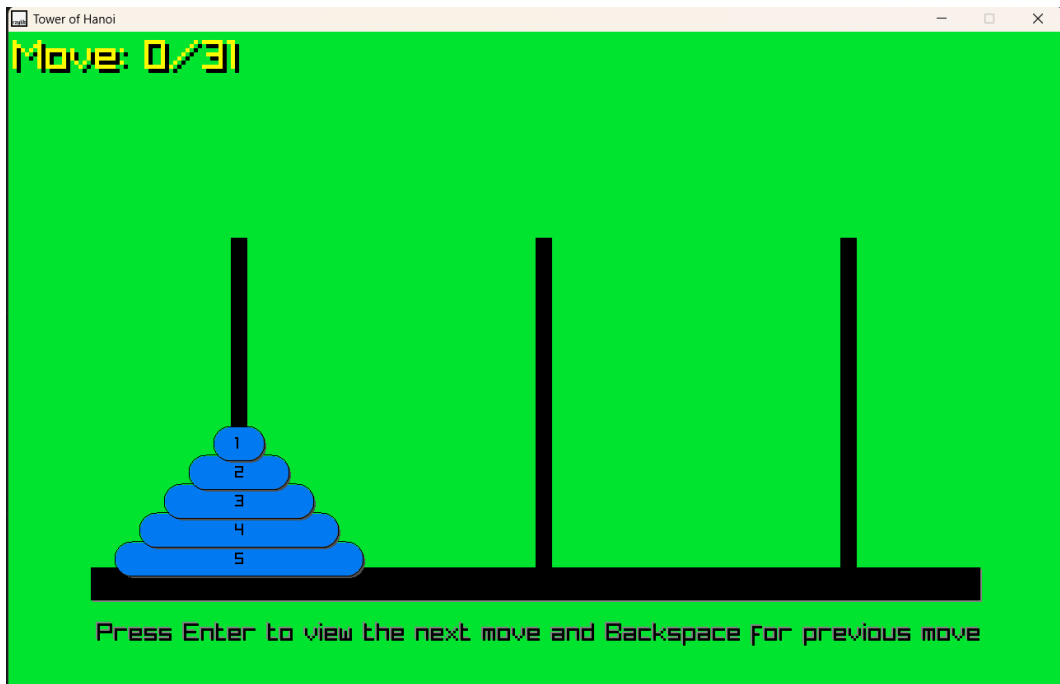 raylib Tower of Hanoi
Move: 0/31
1
2
3
4
5
Press Enter to view the next move and Backspace for previous move